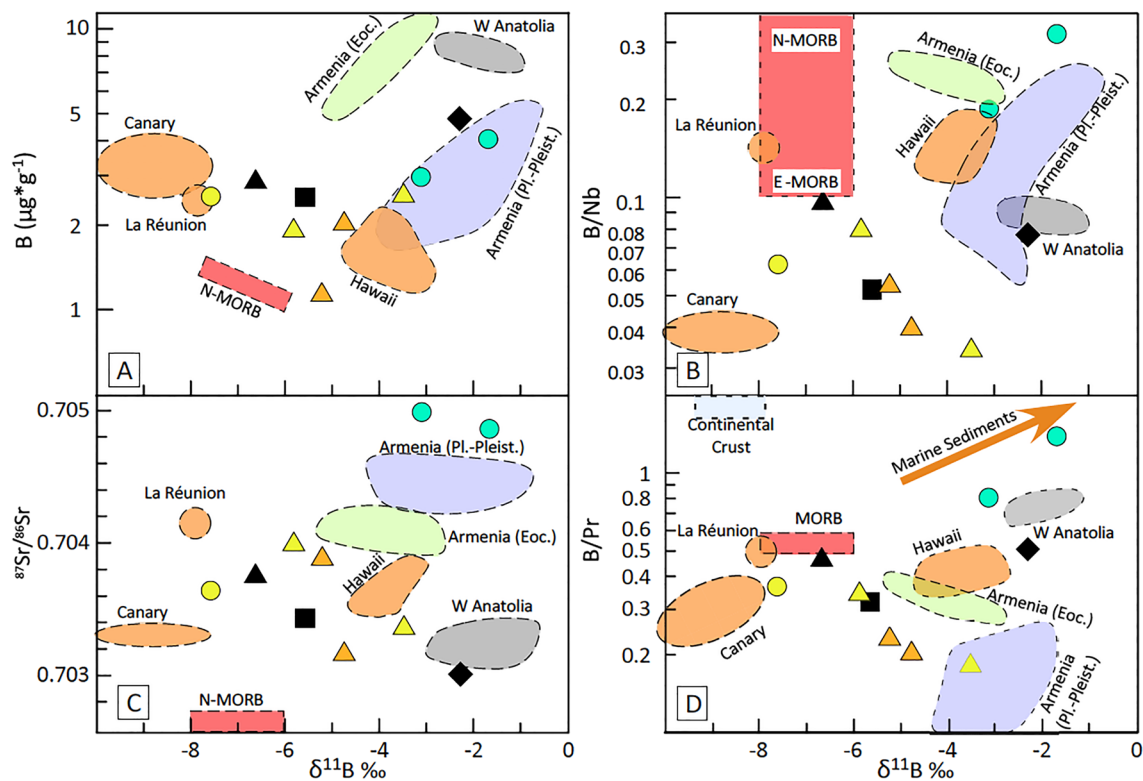 10
5
2
1
B (µg*g-1)
Canary
La Réunion
N-MORB
Armenia (Eoc.)
W Anatolia
Armenia (Pl.-Pleist.)
Hawaii
A
0.3
0.2
0.1
0.08
0.07
0.06
0.05
0.04
0.03
B/Nb
N-MORB
E-MORB
La Réunion
Canary
Armenia (Eoc.)
Hawaii
Armenia (Pl.-Pleist.)
W Anatolia
B
0.705
0.704
0.703
87Sr/86Sr
La Réunion
Canary
N-MORB
Armenia (Pl.-Pleist.)
Armenia (Eoc.)
Hawaii
W Anatolia
C
-8
-6
-4
-2
0
δ11B ‰
1
0.8
0.7
0.6
0.5
0.4
0.3
0.2
B/Pr
Continental
Crust
Marine Sediments
La Réunion
MORB
Canary
Hawaii
W Anatolia
Armenia (Eoc.)
Armenia
(Pl.-Pleist.)
D
-8
-6
-4
-2
0
δ11B ‰